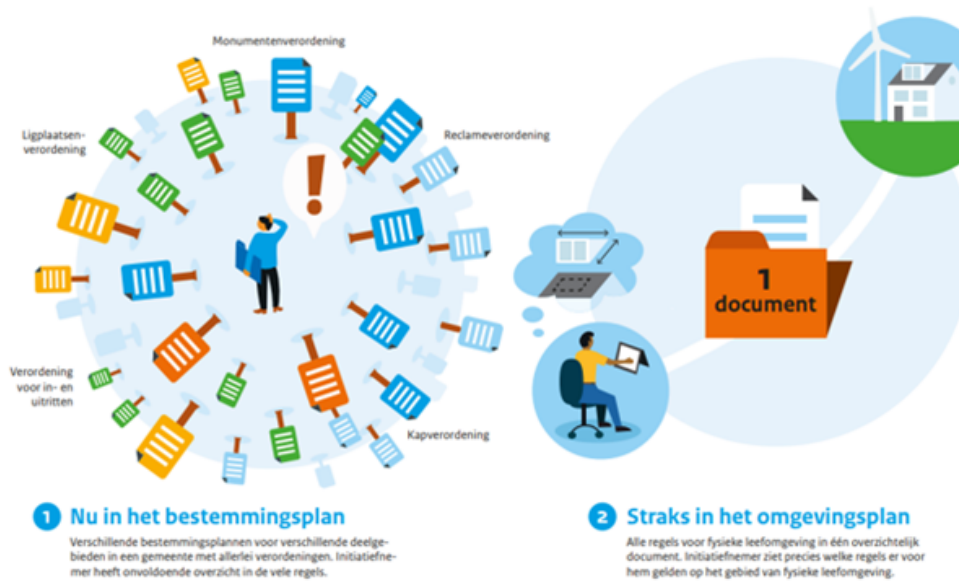 Monumentenverordening
Ligplaatsen-
verordening
Reclameverordening
1
document
Verordening
voor in- en
uitritten
Kapverordening
1 Nu in het bestemmingsplan
Verschillende bestemmingsplannen voor verschillende deelge-
bieden in een gemeente met allerlei verordeningen. Initiatiefne-
mer heeft onvoldoende overzicht in de vele regels.
2 Straks in het omgevingsplan
Alle regels voor fysieke leefomgeving in één overzichtelijk
document. Initiatiefnemer ziet precies welke regels er voor
hem gelden op het gebied van fysieke leefomgeving.